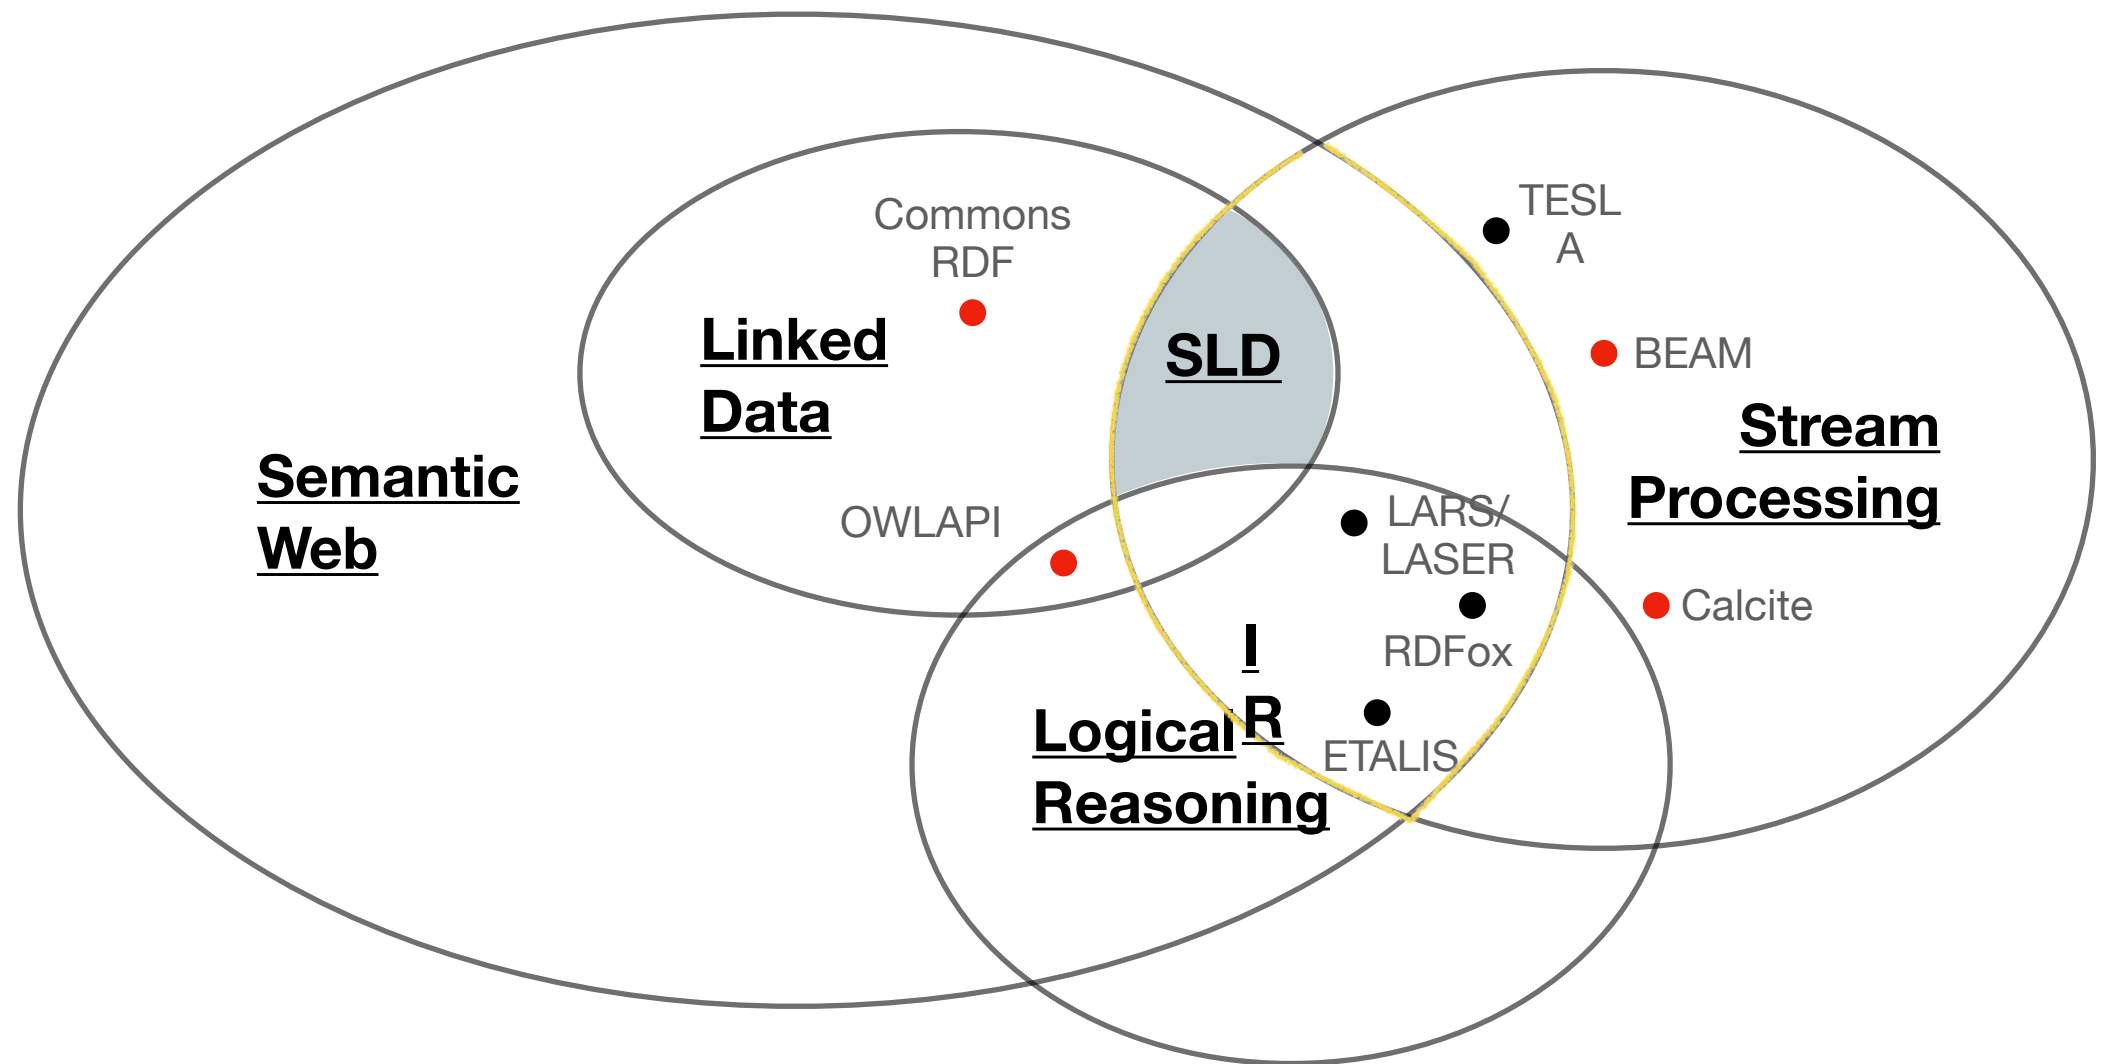 Commons
RDF
TESL
A
Linked
Data
SLD
BEAM
Stream
Processing
Semantic
Web
OWLAPI
LARS/
LASER
Calcite
I
R
RDFox
Logical
Reasoning
ETALIS